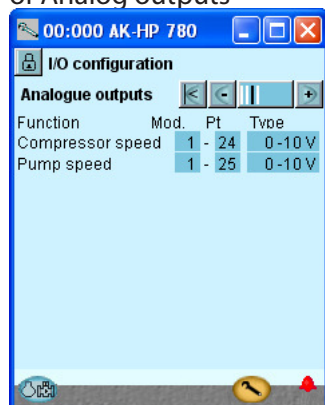 of Analog outputs
00:000 AK-HP 780
I/O configuration
Analogue outputs
Function Mod. Pt Type
Compressor speed 1 - 24 0-10 V
Pump speed 1 - 25 0-10 V